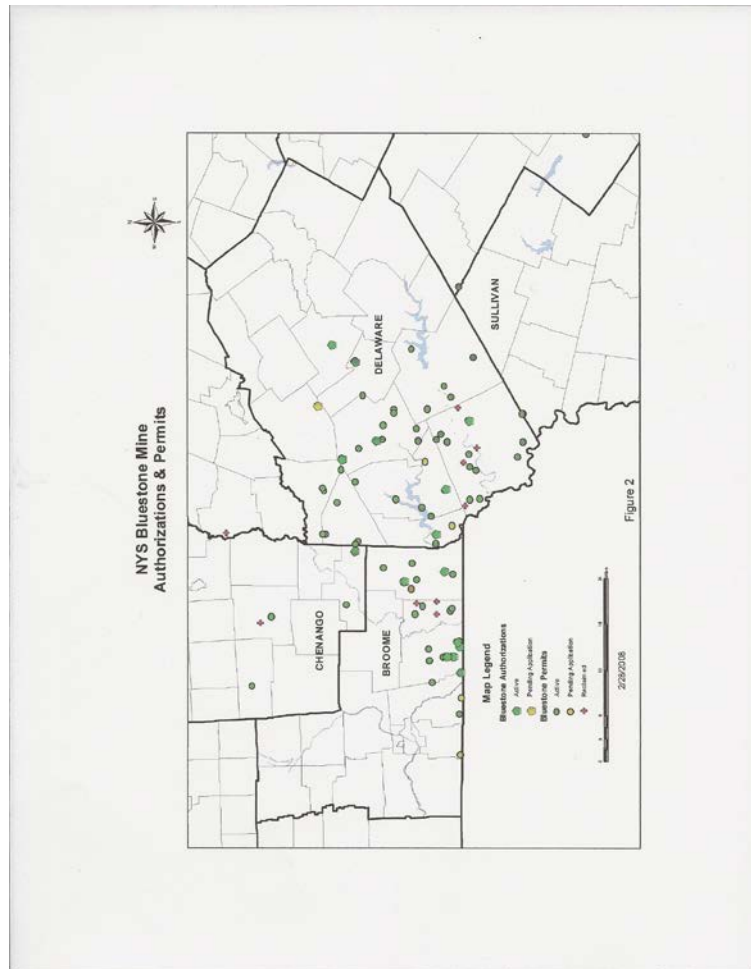 NYS Bluestone Mine
Authorizations & Permits
N
CHENANGO
BROOME
DELAWARE
SULLIVAN
Map Legend
Bluestone Authorizations
Active
Pending Application
Bluestone Permits
Active
Pending Application
Reclaimed
2/28/2008
Figure 2